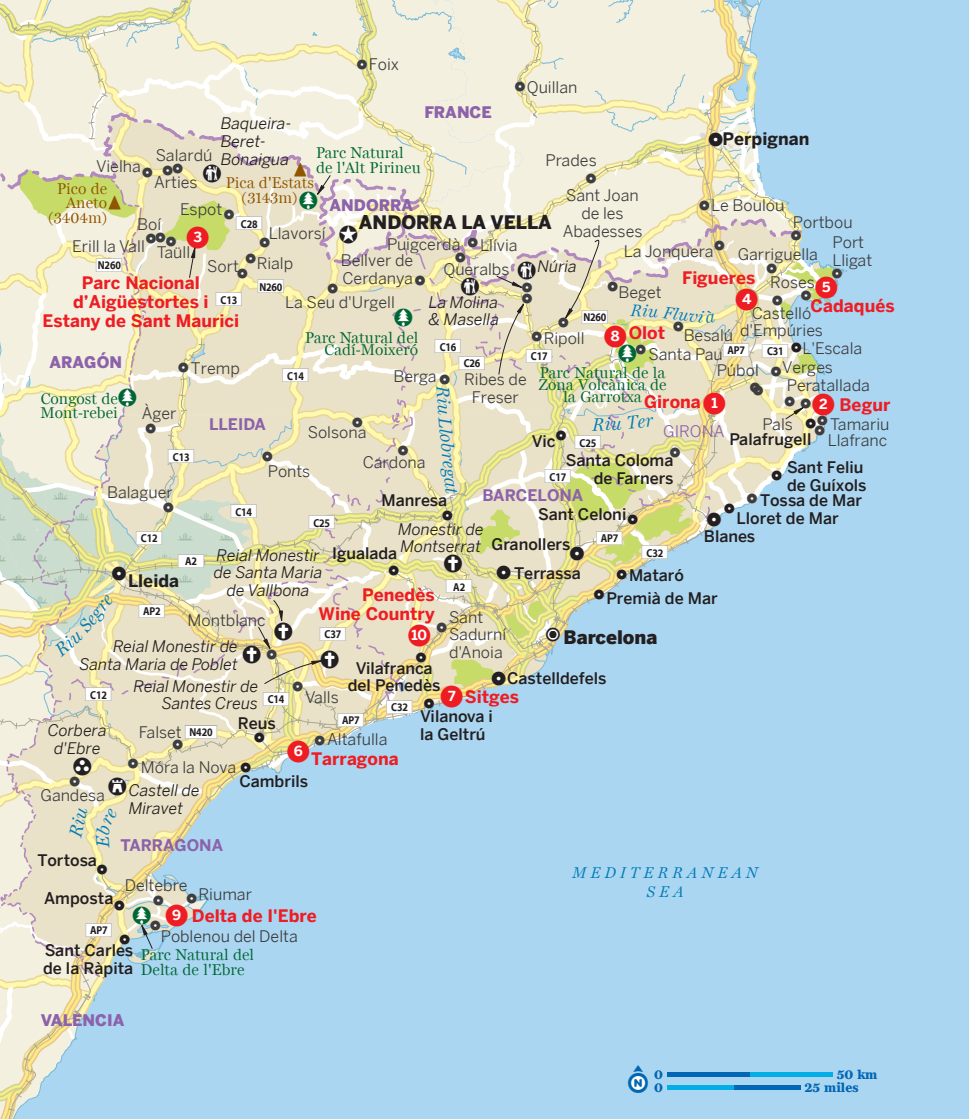 Foix
Quillan
FRANCE
Perpignan
Baqueira-
Beret-
Bonaigua
Salardú
Vielha
Arties
Parc Natural
de l'Alt Pirineu
Pica d'Estats
(3143m)
Pico de
Aneto
(3404m)
Prades
Sant Joan
de les
Abadesses
Le Boulou
ANDORRA
ANDORRA LA VELLA
Espot
C28
Boí
Erill la Vall
Taüll
3
Llavorsí
Portbou
Port
Lligat
La Jonquera
Garriguella
Puigcerdà
Llívia
Bellver de
Cerdanya
Queralbs
Núria
N260
Sort
Rialp
N260
Parc Nacional
d'Aigüestortes i
Estany de Sant Maurici
C13
La Seu d'Urgell
La Molina
& Masella
Beget
Figueres
4
Roses
5
Cadaqués
Castelló
d'Empúries
Riu Fluvià
N260
Parc Natural del
Cadí-Moixeró
Ripoll
8
Olot
Besalú
Santa Pau
AP7
C31
L'Escala
C16
C26
C17
ARAGÓN
Tremp
C14
Berga
Ribes de
Freser
Parc Natural de la
Zona Volcànica de
la Garrotxa
Púbol
Verges
Peratallada
Congost de
Mont-rebei
Àger
LLEIDA
Girona
1
2
Begur
Pals
Tamariu
Palafrugell
Llafranc
Riu Ter
GIRONA
Riu Llobregat
Solsona
Cardona
Vic
C25
C13
Ponts
Santa Coloma
de Farners
C17
Sant Feliu
de Guíxols
Balaguer
Manresa
BARCELONA
Tossa de Mar
Lloret de Mar
Blanes
C14
C25
Monestir de
Montserrat
Sant Celoni
C12
AP7
C32
A2
Reial Monestir
de Santa Maria
de Vallbona
Igualada
Granollers
Lleida
Terrassa
Mataró
A2
AP2
Penedès
Wine Country
10
Premià de Mar
Riu Segre
Montblanc
C37
Sant
Sadurní
d'Anoia
Barcelona
Reial Monestir de
Santa Maria de Poblet
Vilafranca
del Penedès
Castelldefels
Reial Monestir de
Santes Creus
C12
C14
Valls
7
Sitges
C32
AP7
Vilanova i
la Geltrú
Corbera
d'Ebre
Falset
N420
Reus
6
Altafulla
Tarragona
Móra la Nova
Cambrils
Gandesa
Castell de
Miravet
Riu
Ebre
TARRAGONA
Tortosa
MEDITERRANEAN
SEA
Deltebre
Riumar
Amposta
9
Delta de l'Ebre
AP7
Poblenou del Delta
Sant Carles
de la Ràpita
Parc Natural del
Delta de l'Ebre
VALÈNCIA
N
0
50 km
0
25 miles